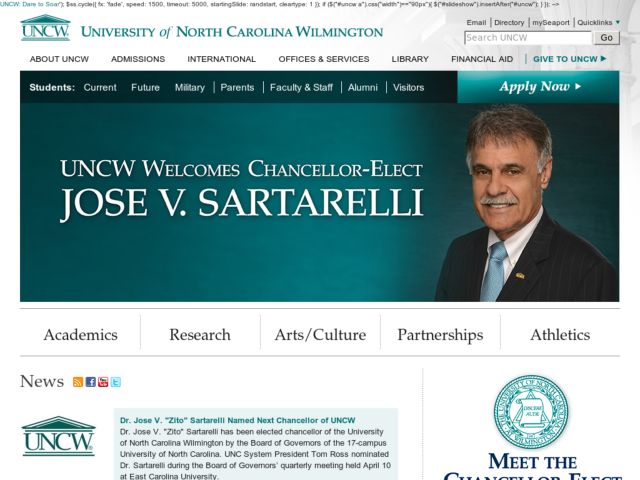 UNCW: Dare to Soar"); $ss.cycle({ fx: 'fade', speed: 1500, timeout: 5000, startingSlide: randstart, cleartype: 1 }); if ($("#uncw a").css("width")=="90px"){ $("#slideshow").insertAfter("#uncw"); } }); -->
UNCW UNIVERSITY of NORTH CAROLINA WILMINGTON
Email Directory mySeaport Quicklinks
Search UNCW Go
ABOUT UNCW ADMISSIONS INTERNATIONAL OFFICES & SERVICES LIBRARY FINANCIAL AID GIVE TO UNCW
Students: Current Future Military Parents Faculty & Staff Alumni Visitors Apply Now
UNCW WELCOMES CHANCELLOR-ELECT
JOSE V. SARTARELLI
Academics Research Arts/Culture Partnerships Athletics
News
UNCW
Dr. Jose V. "Zito" Sartarelli Named Next Chancellor of UNCW
Dr. Jose V. "Zito" Sartarelli has been elected chancellor of the University
of North Carolina Wilmington by the Board of Governors of the 17-campus
University of North Carolina. UNC System President Tom Ross nominated
Dr. Sartarelli during the Board of Governors' quarterly meeting held April 10
at East Carolina University.
MEET THE
CHANCELLOR-ELECT